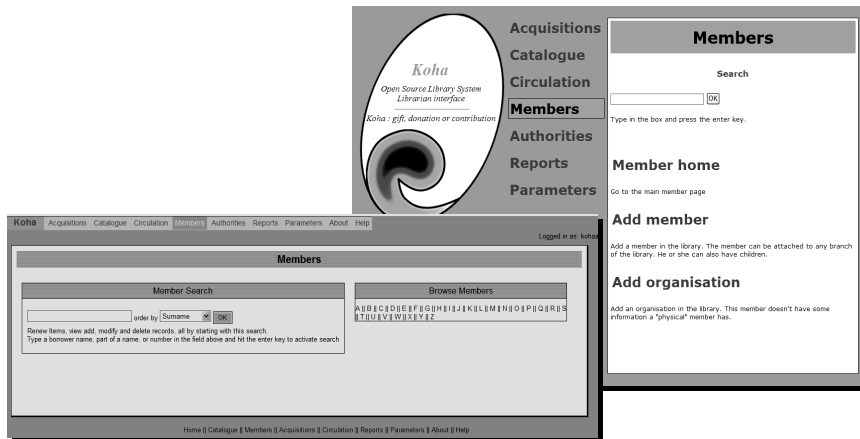 Koha
Open Source Library System
Librarian interface
Koha : gift, donation or contribution
Acquisitions
Catalogue
Circulation
Members
Authorities
Reports
Parameters
Members
Search
OK
Type in the box and press the enter key.
Member home
Go to the main member page
Add member
Add a member in the library. The member can be attached to any branch
of the library. He or she can also have children.
Add organisation
Add an organisation in the library. This member doesn't have some
information a "physical" member has.
Koha Acquisitions Catalogue Circulation Members Authorities Reports Parameters About Help
Logged in as: kohaa
Members
Member Search
order by Surname OK
Renew Items, view add, modify and delete records, all by starting with this search.
Type a borrower name, part of a name, or number in the field above and hit the enter key to activate search
Browse Members
A || B || C || D || E || F || G || H || I || J || K || L || M || N || O || P || Q || R || S
|| T || U || V || W || X || Y || Z
Home || Catalogue || Members || Acquisitions || Circulation || Reports || Parameters || About || Help